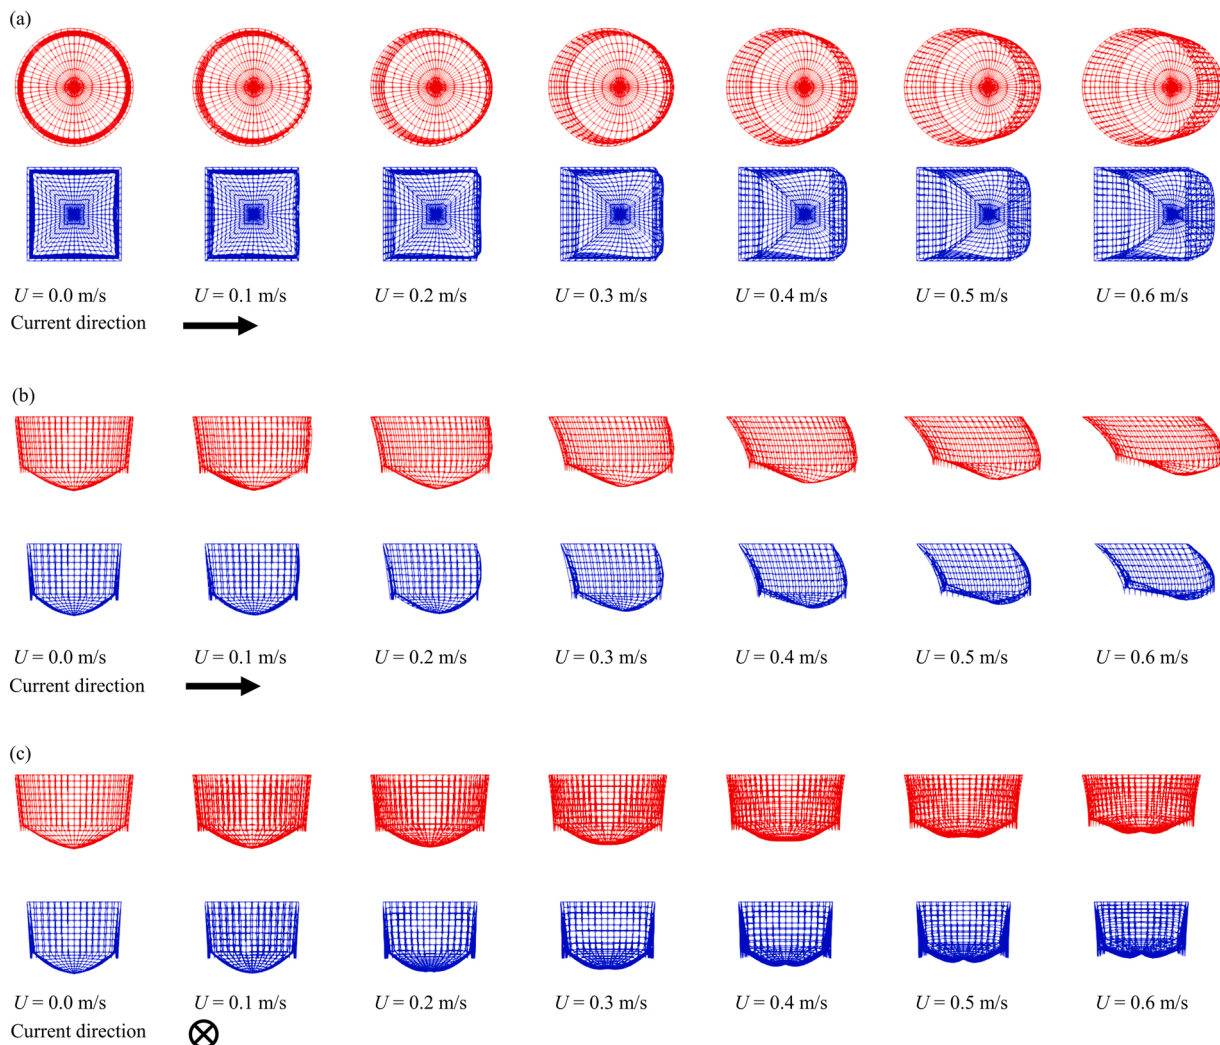 (a)
U = 0.0 m/s U = 0.1 m/s U = 0.2 m/s U = 0.3 m/s U = 0.4 m/s U = 0.5 m/s U = 0.6 m/s
Current direction
(b)
U = 0.0 m/s U = 0.1 m/s U = 0.2 m/s U = 0.3 m/s U = 0.4 m/s U = 0.5 m/s U = 0.6 m/s
Current direction
(c)
U = 0.0 m/s U = 0.1 m/s U = 0.2 m/s U = 0.3 m/s U = 0.4 m/s U = 0.5 m/s U = 0.6 m/s
Current direction